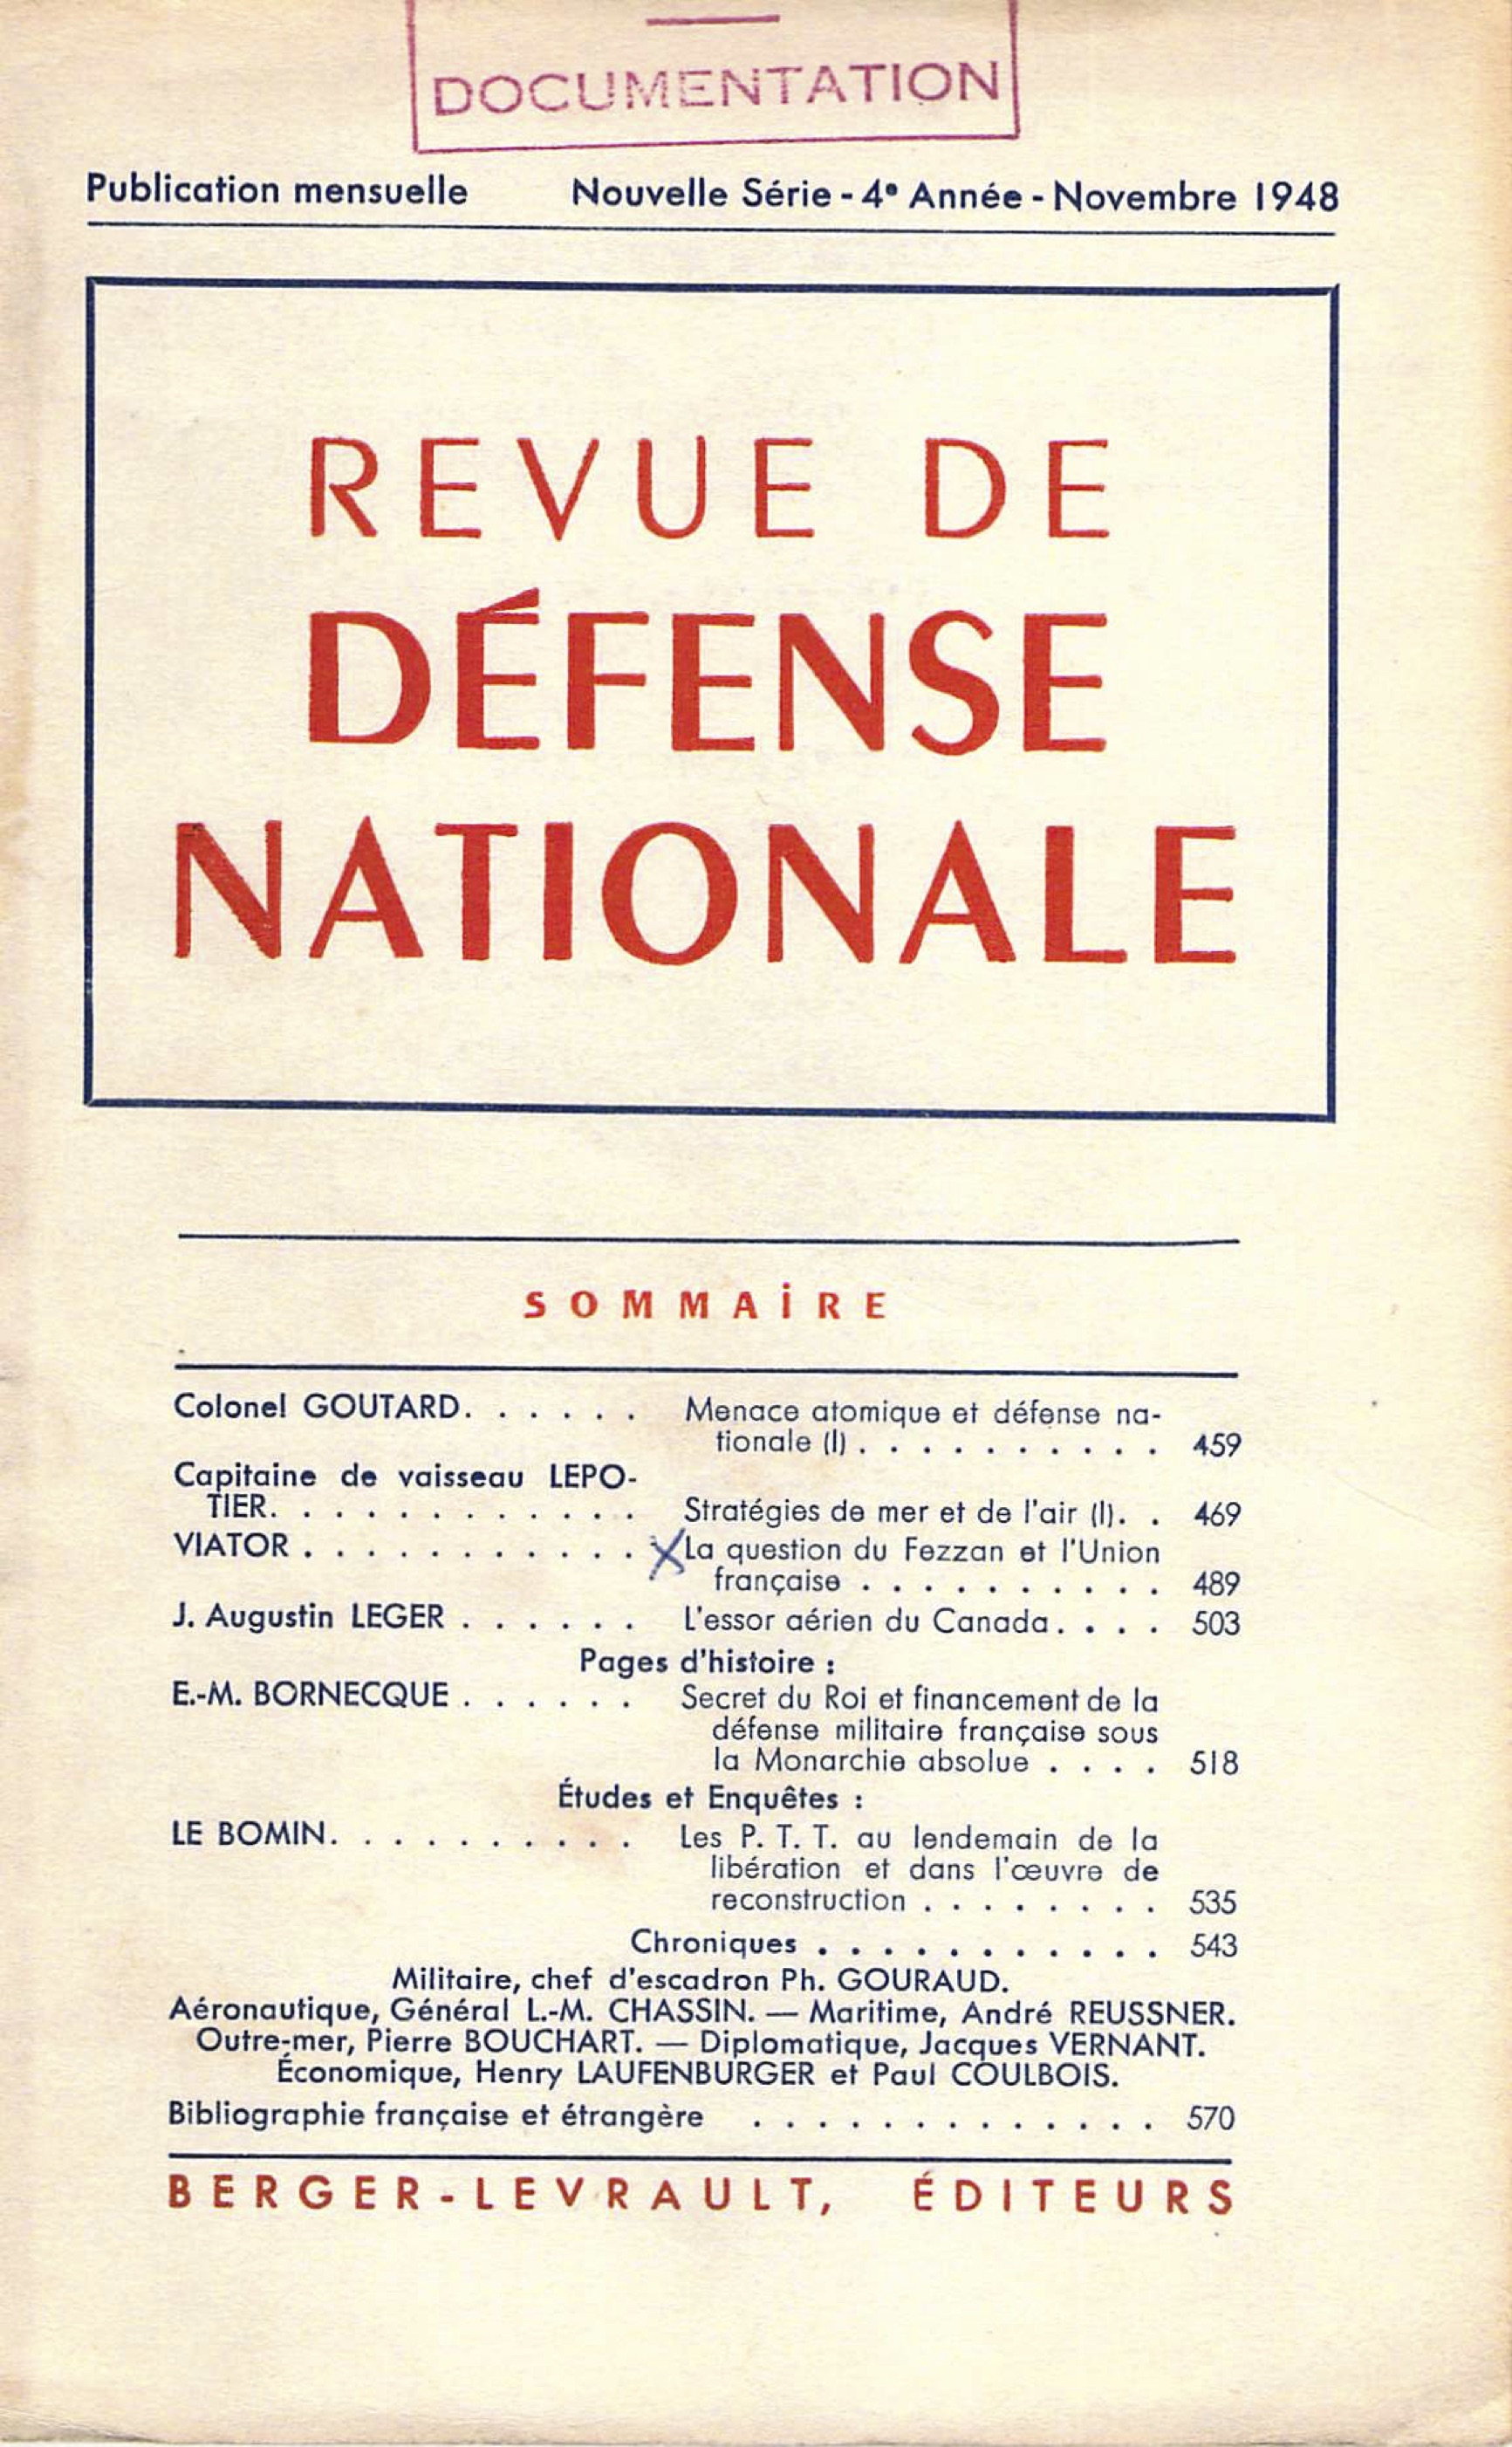 DOCUMENTATION
Publication mensuelle Nouvelle Série - 4e Année - Novembre 1948
REVUE DE
DÉFENSE
NATIONALE
SOMMAiRE
Colonel GOUTARD. . . . . . Menace atomique et défense na-
tionale (I) . . . . . . . . . . 459
Capitaine de vaisseau LEPO-
TIER. . . . . . . . . . . . Stratégies de mer et de l'air (I). . 469
VIATOR . . . . . . . . . . . La question du Fezzan et l'Union
française . . . . . . . . . . 489
J. Augustin LEGER . . . . . . L'essor aérien du Canada. . . . 503
Pages d'histoire :
E.-M. BORNECQUE . . . . . . Secret du Roi et financement de la
défense militaire française sous
la Monarchie absolue . . . . 518
Études et Enquêtes :
LE BOMIN. . . . . . . . . . Les P. T. T. au lendemain de la
libération et dans l'œuvre de
reconstruction . . . . . . . . 535
Chroniques . . . . . . . . . . . 543
Militaire, chef d'escadron Ph. GOURAUD.
Aéronautique, Général L.-M. CHASSIN. — Maritime, André REUSSNER.
Outre-mer, Pierre BOUCHART. — Diplomatique, Jacques VERNANT.
Économique, Henry LAUFENBURGER et Paul COULBOIS.
Bibliographie française et étrangère . . . . . . . . . . . . . 570
BERGER-LEVRAULT, ÉDITEURS